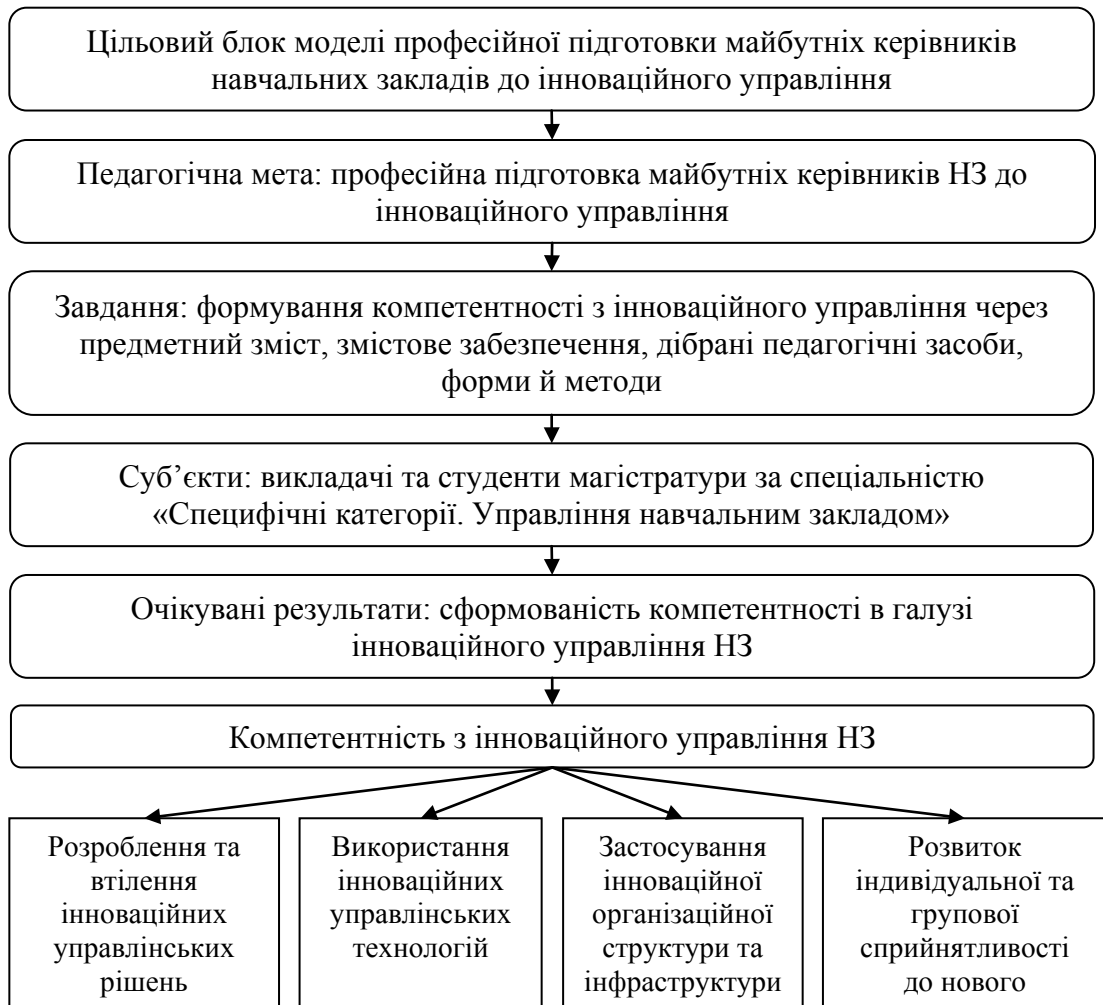 Цільовий блок моделі професійної підготовки майбутніх керівників
навчальних закладів до інноваційного управління
Педагогічна мета: професійна підготовка майбутніх керівників НЗ до
інноваційного управління
Завдання: формування компетентності з інноваційного управління через
предметний зміст, змістове забезпечення, дібрані педагогічні засоби,
форми й методи
Суб’єкти: викладачі та студенти магістратури за спеціальністю
«Специфічні категорії. Управління навчальним закладом»
Очікувані результати: сформованість компетентності в галузі
інноваційного управління НЗ
Компетентність з інноваційного управління НЗ
Розроблення та
втілення
інноваційних
управлінських
рішень
Використання
інноваційних
управлінських
технологій
Застосування
інноваційної
організаційної
структури та
інфраструктури
Розвиток
індивідуальної та
групової
сприйнятливості
до нового